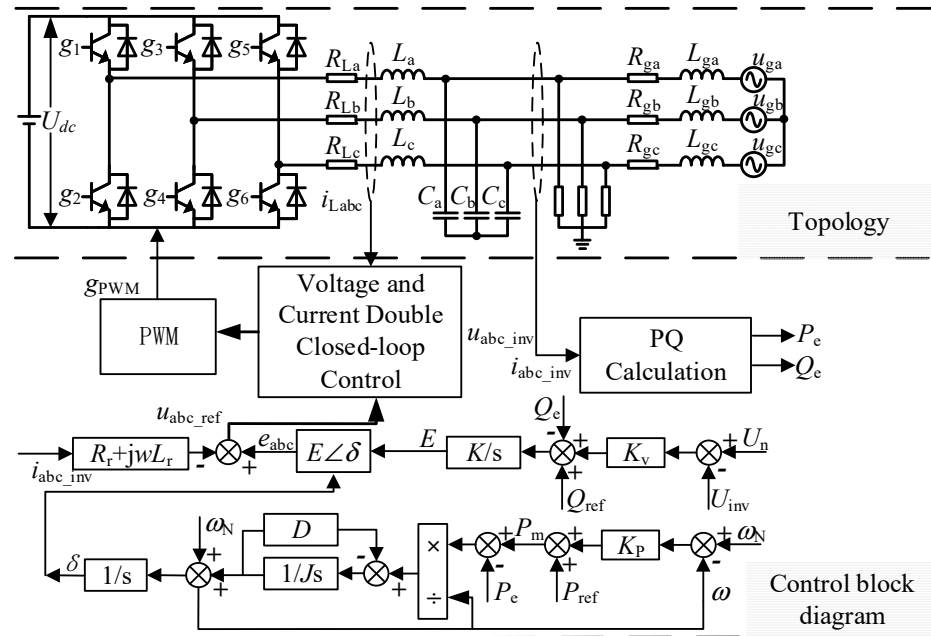 g1 g3 g5
RLa La Rga Lga uga
Udc
RLb Lb Rgb Lgb ugb
RLc Lc Rgc Lgc ugc
g2 g4 g6
iLabc
Ca Cb Cc
Topology
gPWM
PWM
Voltage and
Current Double
Closed-loop
Control
uabc_inv
iabc_inv
PQ
Calculation
Pe
Qe
uabc_ref
Qe
iabc_inv
Rr+jwLr
- +
eabc
E∠δ
E
K/s
- + +
Qref
Kv
+ -
Un
Uinv
δ
1/s
ωN
+ +
D
1/Js
- +
×
÷
+ -
Pe
Pm
+ +
Pref
KP
+ -
ωN
ω
Control block
diagram